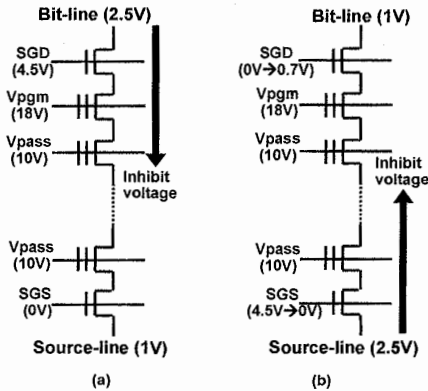 Bit-line (2.5V)
SGD
(4.5V)
Vpgm
(18V)
Vpass
(10V)
Inhibit
voltage
Vpass
(10V)
SGS
(0V)
Source-line (1V)
(a)
Bit-line (1V)
SGD
(0V→0.7V)
Vpgm
(18V)
Vpass
(10V)
Inhibit
voltage
Vpass
(10V)
SGS
(4.5V→0V)
Source-line (2.5V)
(b)